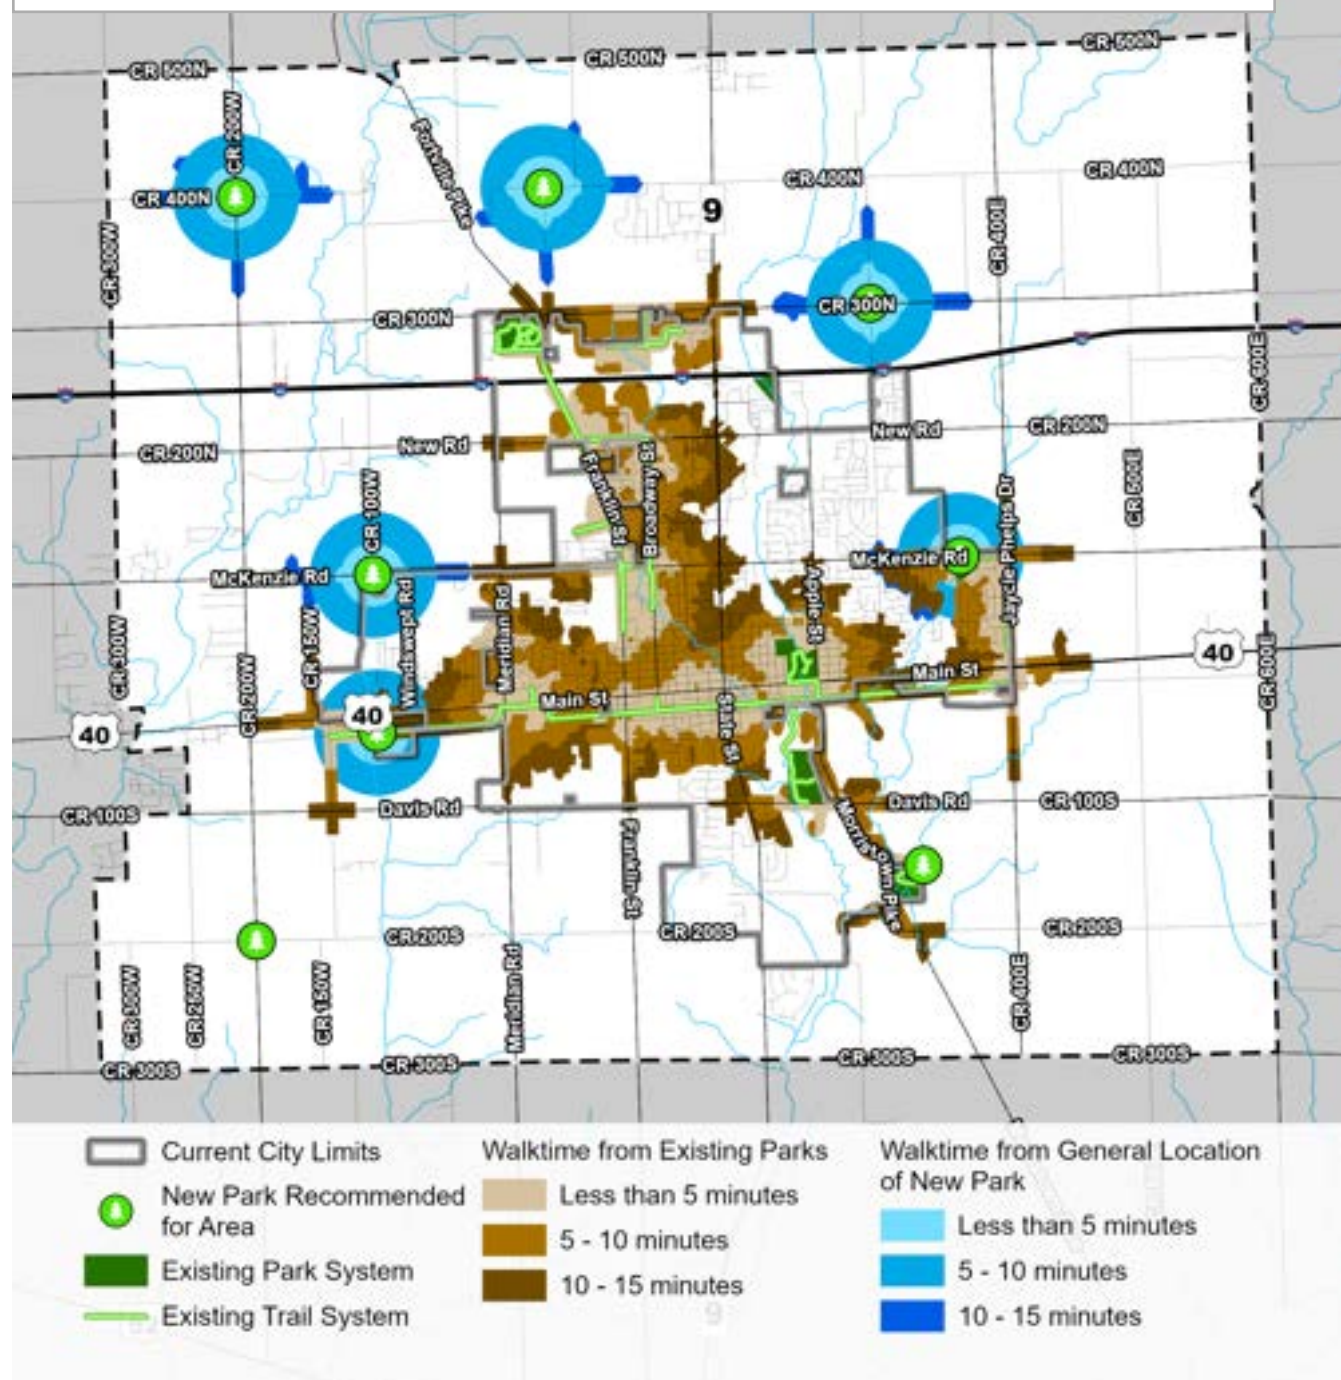 CR 500N
CR 500N
CR 500N
CR 200W
Fortville Pike
CR 400N
CR 400N
CR 400N
9
CR 400E
CR 300W
CR 300N
CR 300N
CR 600E
New Rd
New Rd
CR 200N
CR 200N
CR 500E
Franklin St
Broadway St
CR 100W
McKenzie Rd
McKenzie Rd
Jaycie Phelps Dr
Apple St
Windswept Rd
Meridian Rd
CR 150W
CR 300W
CR 200W
Main St
Main St
40
40
40
State St
CR 600E
CR 100S
Davis Rd
Davis Rd
CR 100S
Morristown Pike
Franklin St
CR 200S
CR 200S
CR 200S
CR 300W
CR 250W
CR 150W
Meridian Rd
CR 400E
CR 300S
CR 300S
CR 300S
CR 300S
Current City Limits
New Park Recommended
for Area
Existing Park System
Existing Trail System
Walktime from Existing Parks
Less than 5 minutes
5 - 10 minutes
10 - 15 minutes
Walktime from General Location
of New Park
Less than 5 minutes
5 - 10 minutes
10 - 15 minutes
9